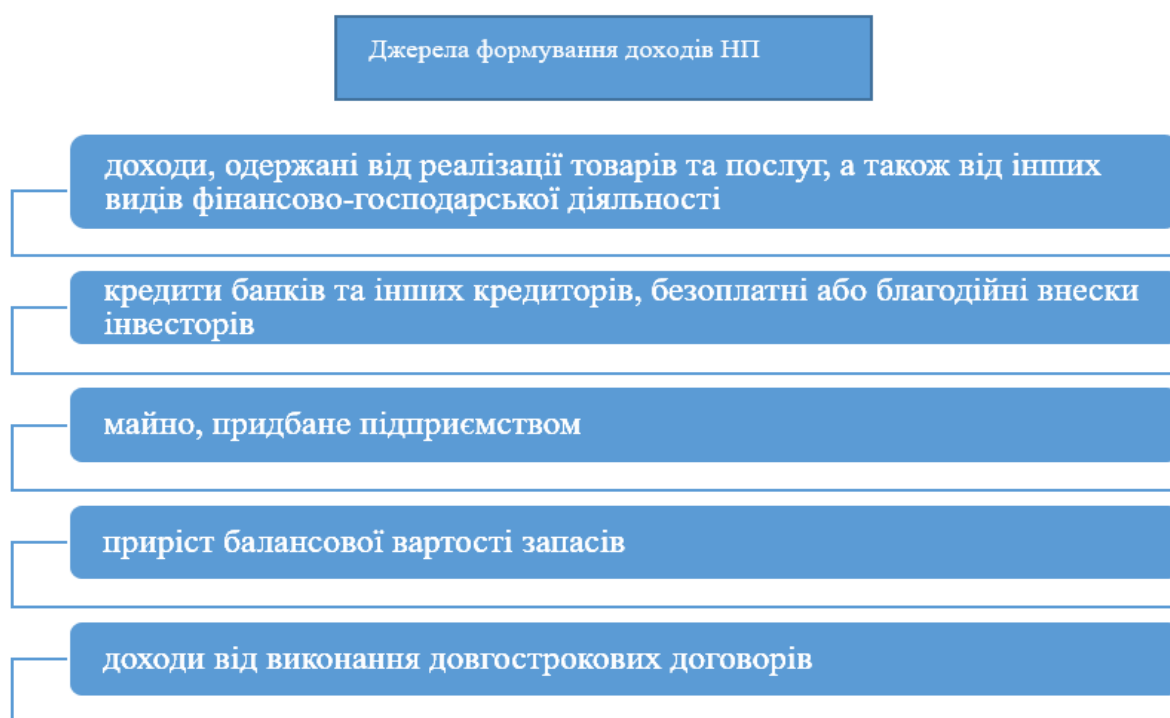 Джерела формування доходів НП
доходи, одержані від реалізації товарів та послуг, а також від інших
видів фінансово-господарської діяльності
кредити банків та інших кредиторів, безоплатні або благодійні внески
інвесторів
майно, придбане підприємством
приріст балансової вартості запасів
доходи від виконання довгострокових договорів